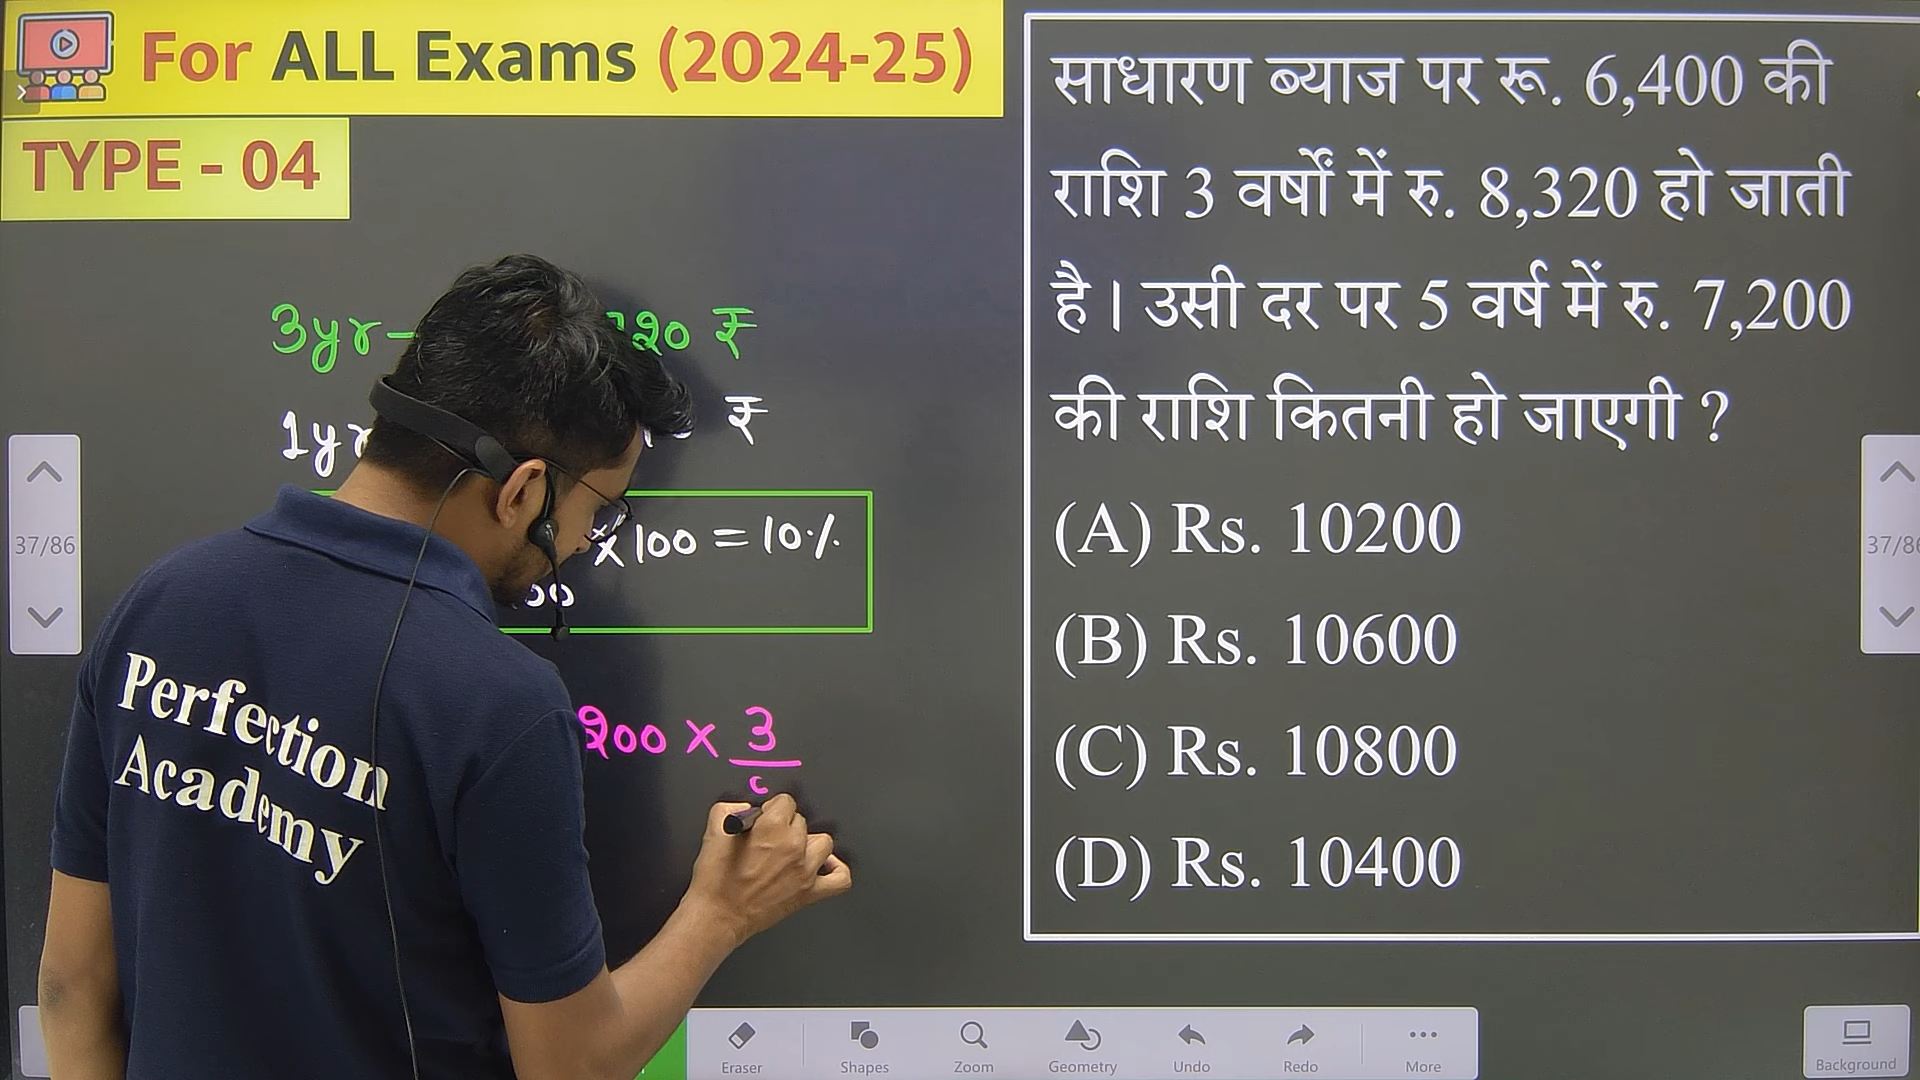 For ALL Exams (2024-25)
TYPE - 04
साधारण ब्याज पर रू. 6,400 की
राशि 3 वर्षों में रु. 8,320 हो जाती
है। उसी दर पर 5 वर्ष में रु. 7,200
की राशि कितनी हो जाएगी ?
(A) Rs. 10200
(B) Rs. 10600
(C) Rs. 10800
(D) Rs. 10400
3yr-
₹
1yr
₹
×100 = 10%
200 × 3
37/86
37/86
Perfection
Academy
Eraser
Shapes
Zoom
Geometry
Undo
Redo
More
Background